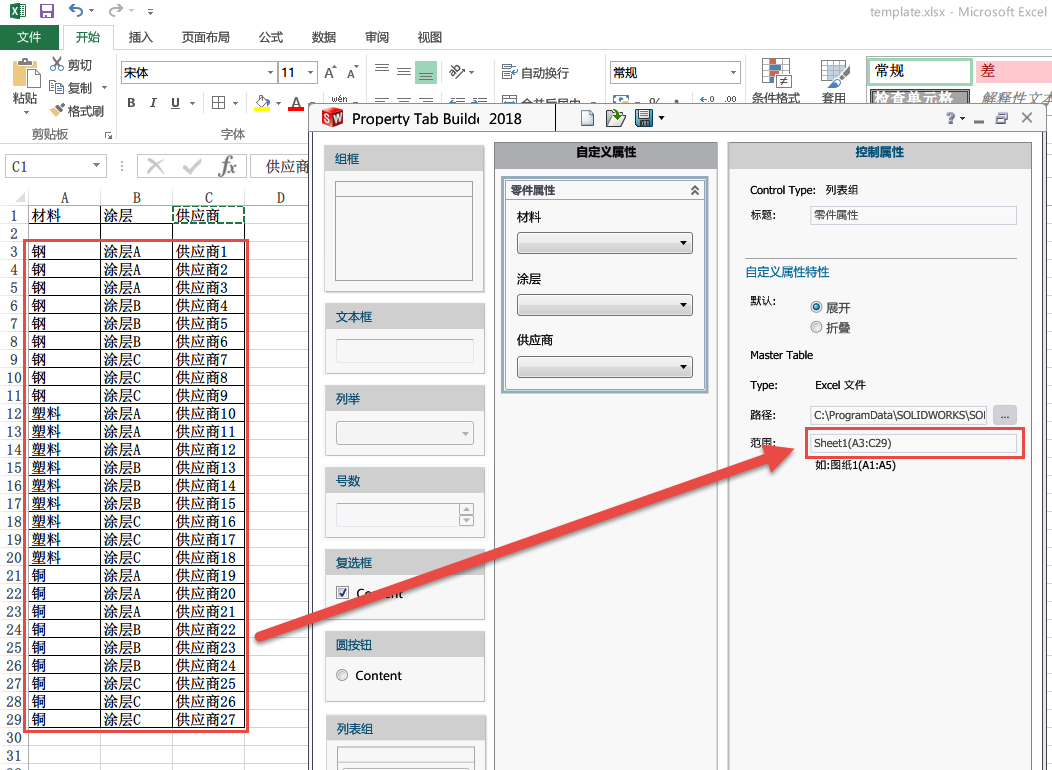 template.xlsx - Microsoft Excel
文件 开始 插入 页面布局 公式 数据 审阅 视图
粘贴
剪切
复制
格式刷
剪贴板
宋体 11
B I U A
wén
字体
自动换行
合并后居中
常规
%
条件格式
套用
常规 差
检查单元格 解释性文本
C1 fx 供应商
A B C D
1 材料 涂层 供应商
2
3 钢 涂层A 供应商1
4 钢 涂层A 供应商2
5 钢 涂层A 供应商3
6 钢 涂层B 供应商4
7 钢 涂层B 供应商5
8 钢 涂层B 供应商6
9 钢 涂层C 供应商7
10 钢 涂层C 供应商8
11 钢 涂层C 供应商9
12 塑料 涂层A 供应商10
13 塑料 涂层A 供应商11
14 塑料 涂层A 供应商12
15 塑料 涂层B 供应商13
16 塑料 涂层B 供应商14
17 塑料 涂层B 供应商15
18 塑料 涂层C 供应商16
19 塑料 涂层C 供应商17
20 塑料 涂层C 供应商18
21 铜 涂层A 供应商19
22 铜 涂层A 供应商20
23 铜 涂层A 供应商21
24 铜 涂层B 供应商22
25 铜 涂层B 供应商23
26 铜 涂层B 供应商24
27 铜 涂层C 供应商25
28 铜 涂层C 供应商26
29 铜 涂层C 供应商27
30
31
SW Property Tab Builde 2018
组框
文本框
列举
号数
复选框
Content
圆按钮
Content
列表组
自定义属性
零件属性
材料
涂层
供应商
控制属性
Control Type: 列表组
标题: 零件属性
自定义属性特性
默认: 展开
折叠
Master Table
Type: Excel 文件
路径: C:\ProgramData\SOLIDWORKS\SOI ...
范围: Sheet1(A3:C29)
如:图纸1(A1:A5)